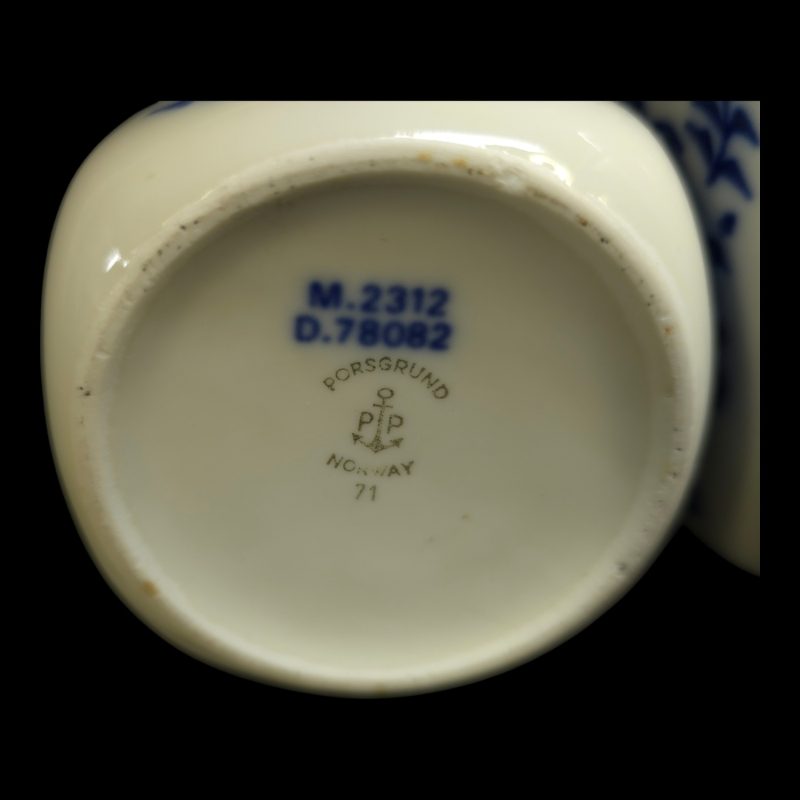 M.2312
D.78082
PORSGRUND
P P
NORWAY
71